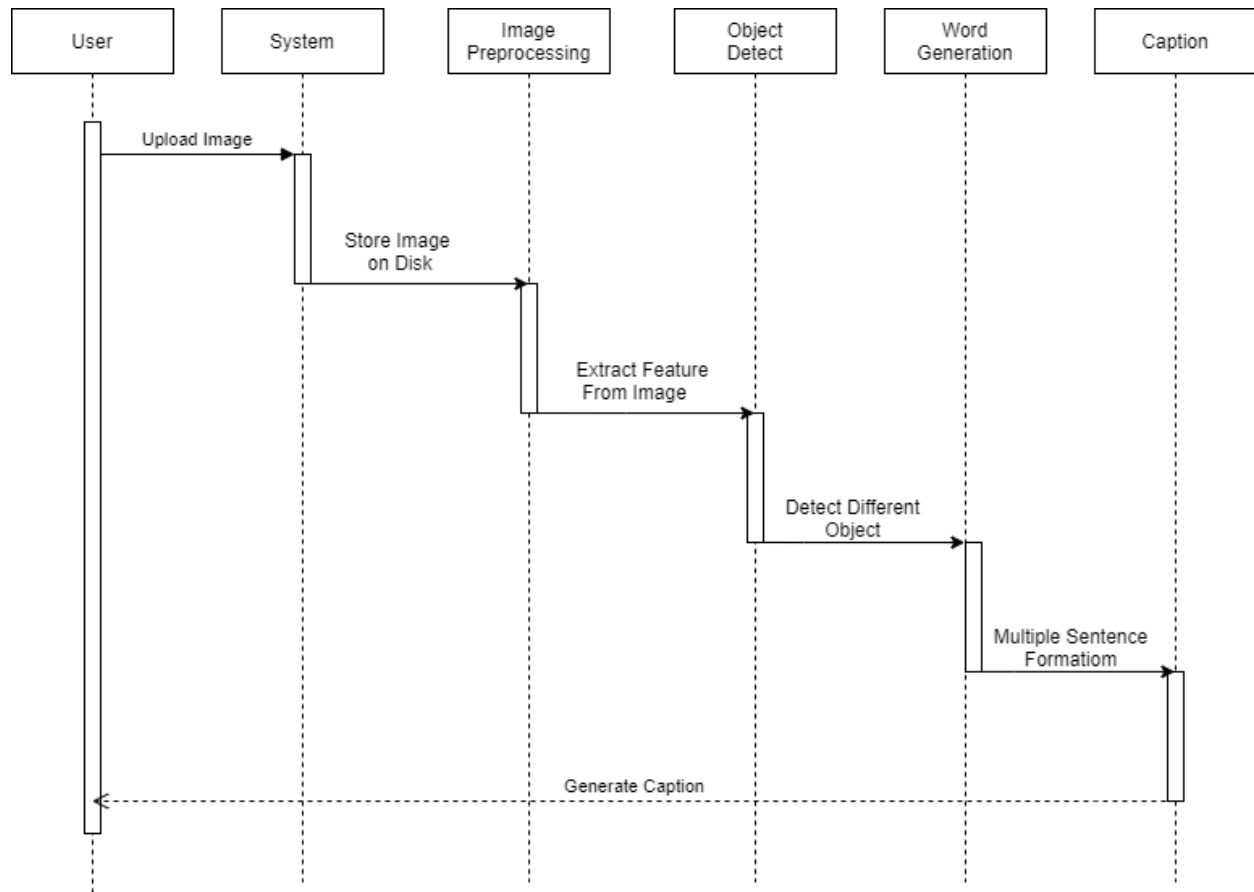 User
System
Image
Preprocessing
Object
Detect
Word
Generation
Caption
Upload Image
Store Image
on Disk
Extract Feature
From Image
Detect Different
Object
Multiple Sentence
Formatiom
Generate Caption